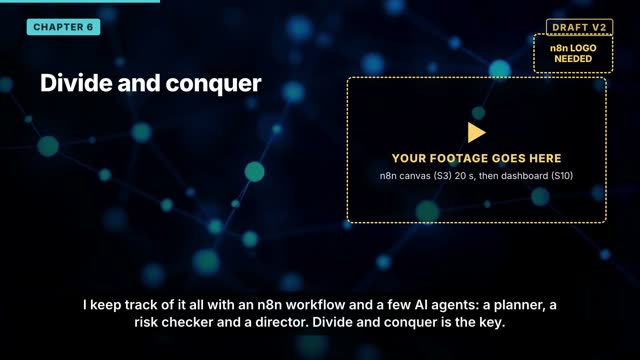 CHAPTER 6
DRAFT V2
n8n LOGO
NEEDED
Divide and conquer
YOUR FOOTAGE GOES HERE
n8n canvas (S3) 20 s, then dashboard (S10)
I keep track of it all with an n8n workflow and a few AI agents: a planner, a
risk checker and a director. Divide and conquer is the key.